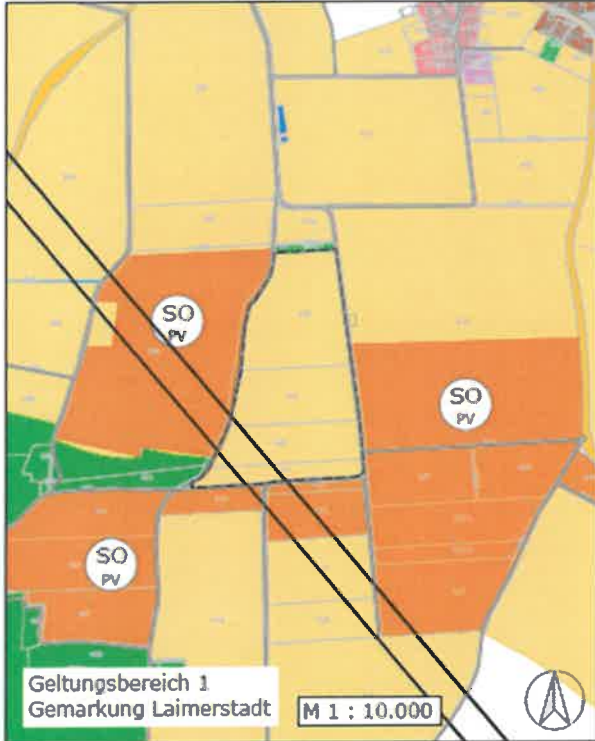 SO
PV
SO
PV
SO
PV
Geltungsbereich 1
Gemarkung Laimerstadt
M 1 : 10.000